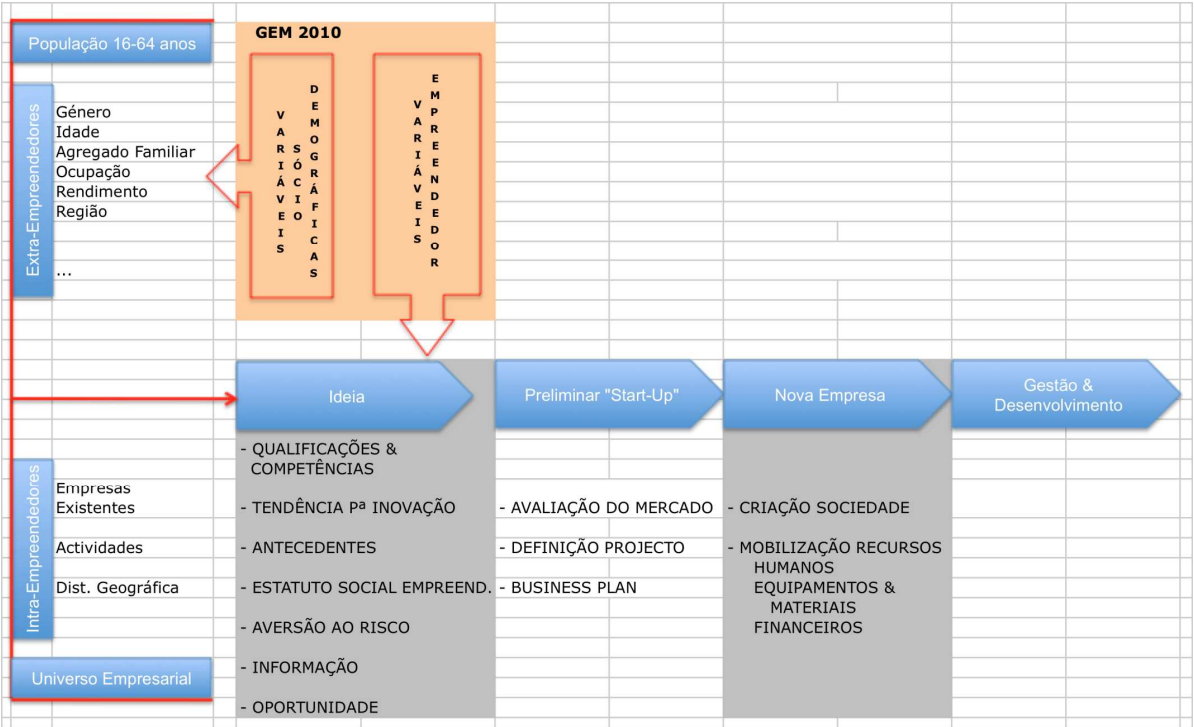 População 16-64 anos
GEM 2010
Extra-Empreendedores
Género
Idade
Agregado Familiar
Ocupação
Rendimento
Região
...
VARIÁVEIS
SÓCIO
DEMOGRÁFICAS
VARIÁVEIS
EMPREENDEDOR
Ideia
Preliminar "Start-Up"
Nova Empresa
Gestão &
Desenvolvimento
Intra-Empreendedores
Empresas
Existentes
Actividades
Dist. Geográfica
- QUALIFICAÇÕES &
COMPETÊNCIAS
- TENDÊNCIA Pª INOVAÇÃO
- ANTECEDENTES
- ESTATUTO SOCIAL EMPREEND.
- AVERSÃO AO RISCO
- INFORMAÇÃO
- OPORTUNIDADE
- AVALIAÇÃO DO MERCADO
- DEFINIÇÃO PROJECTO
- BUSINESS PLAN
- CRIAÇÃO SOCIEDADE
- MOBILIZAÇÃO RECURSOS
HUMANOS
EQUIPAMENTOS &
MATERIAIS
FINANCEIROS
Universo Empresarial